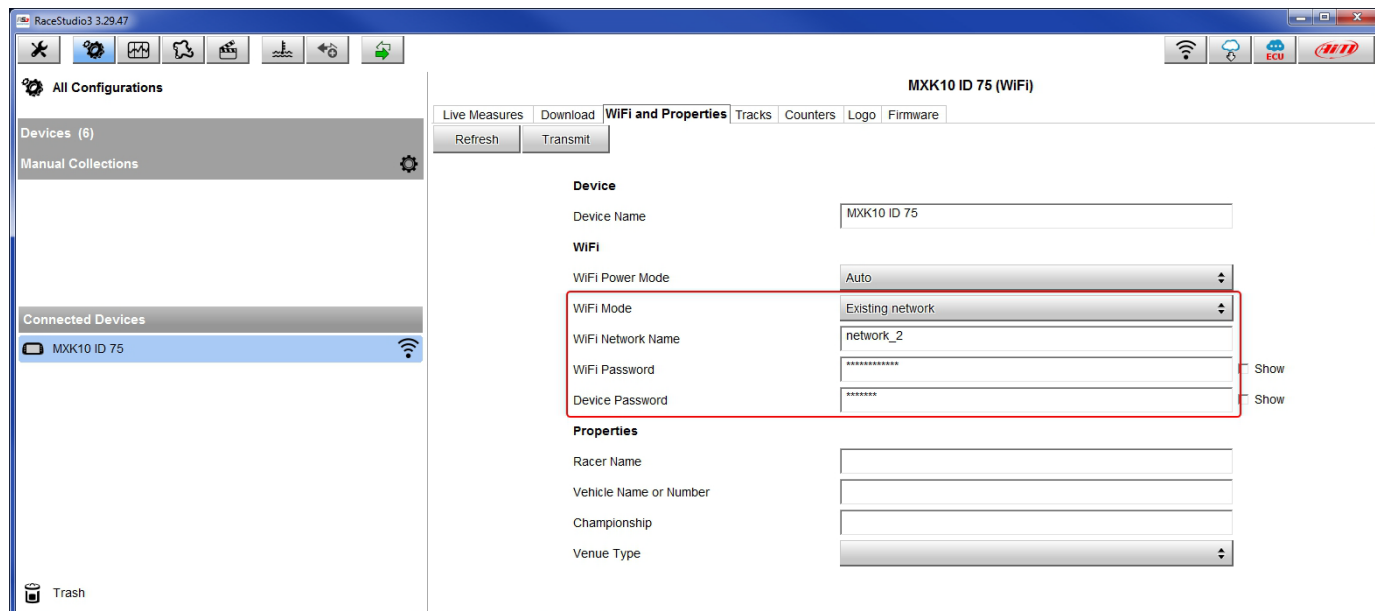 RaceStudio3 3.29.47
ECU
AiM
All Configurations
MXK10 ID 75 (WiFi)
Live Measures Download WiFi and Properties Tracks Counters Logo Firmware
Devices (6)
Refresh Transmit
Manual Collections
Device
Device Name MXK10 ID 75
WiFi
WiFi Power Mode Auto
WiFi Mode Existing network
Connected Devices
WiFi Network Name network_2
MXK10 ID 75
WiFi Password ************ Show
Device Password ******* Show
Properties
Racer Name
Vehicle Name or Number
Championship
Venue Type
Trash